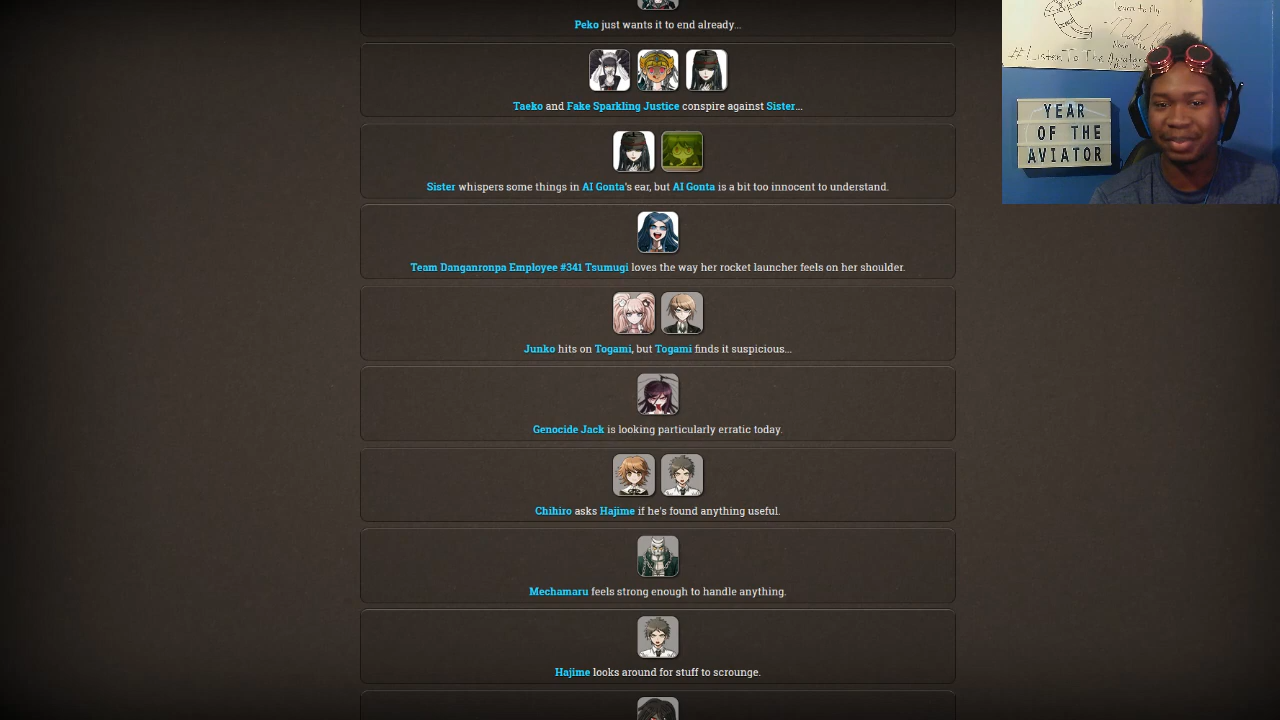 Peko just wants it to end already...
Taeko and Fake Sparkling Justice conspire against Sister...
Sister whispers some things in AI Gonta's ear, but AI Gonta is a bit too innocent to understand.
Team Danganronpa Employee #341 Tsumugi loves the way her rocket launcher feels on her shoulder.
Junko hits on Togami, but Togami finds it suspicious...
Genocide Jack is looking particularly erratic today.
Chihiro asks Hajime if he's found anything useful.
Mechamaru feels strong enough to handle anything.
Hajime looks around for stuff to scrounge.
to fly
#ListenToTheAviator
YEAR
OF THE
AVIATOR